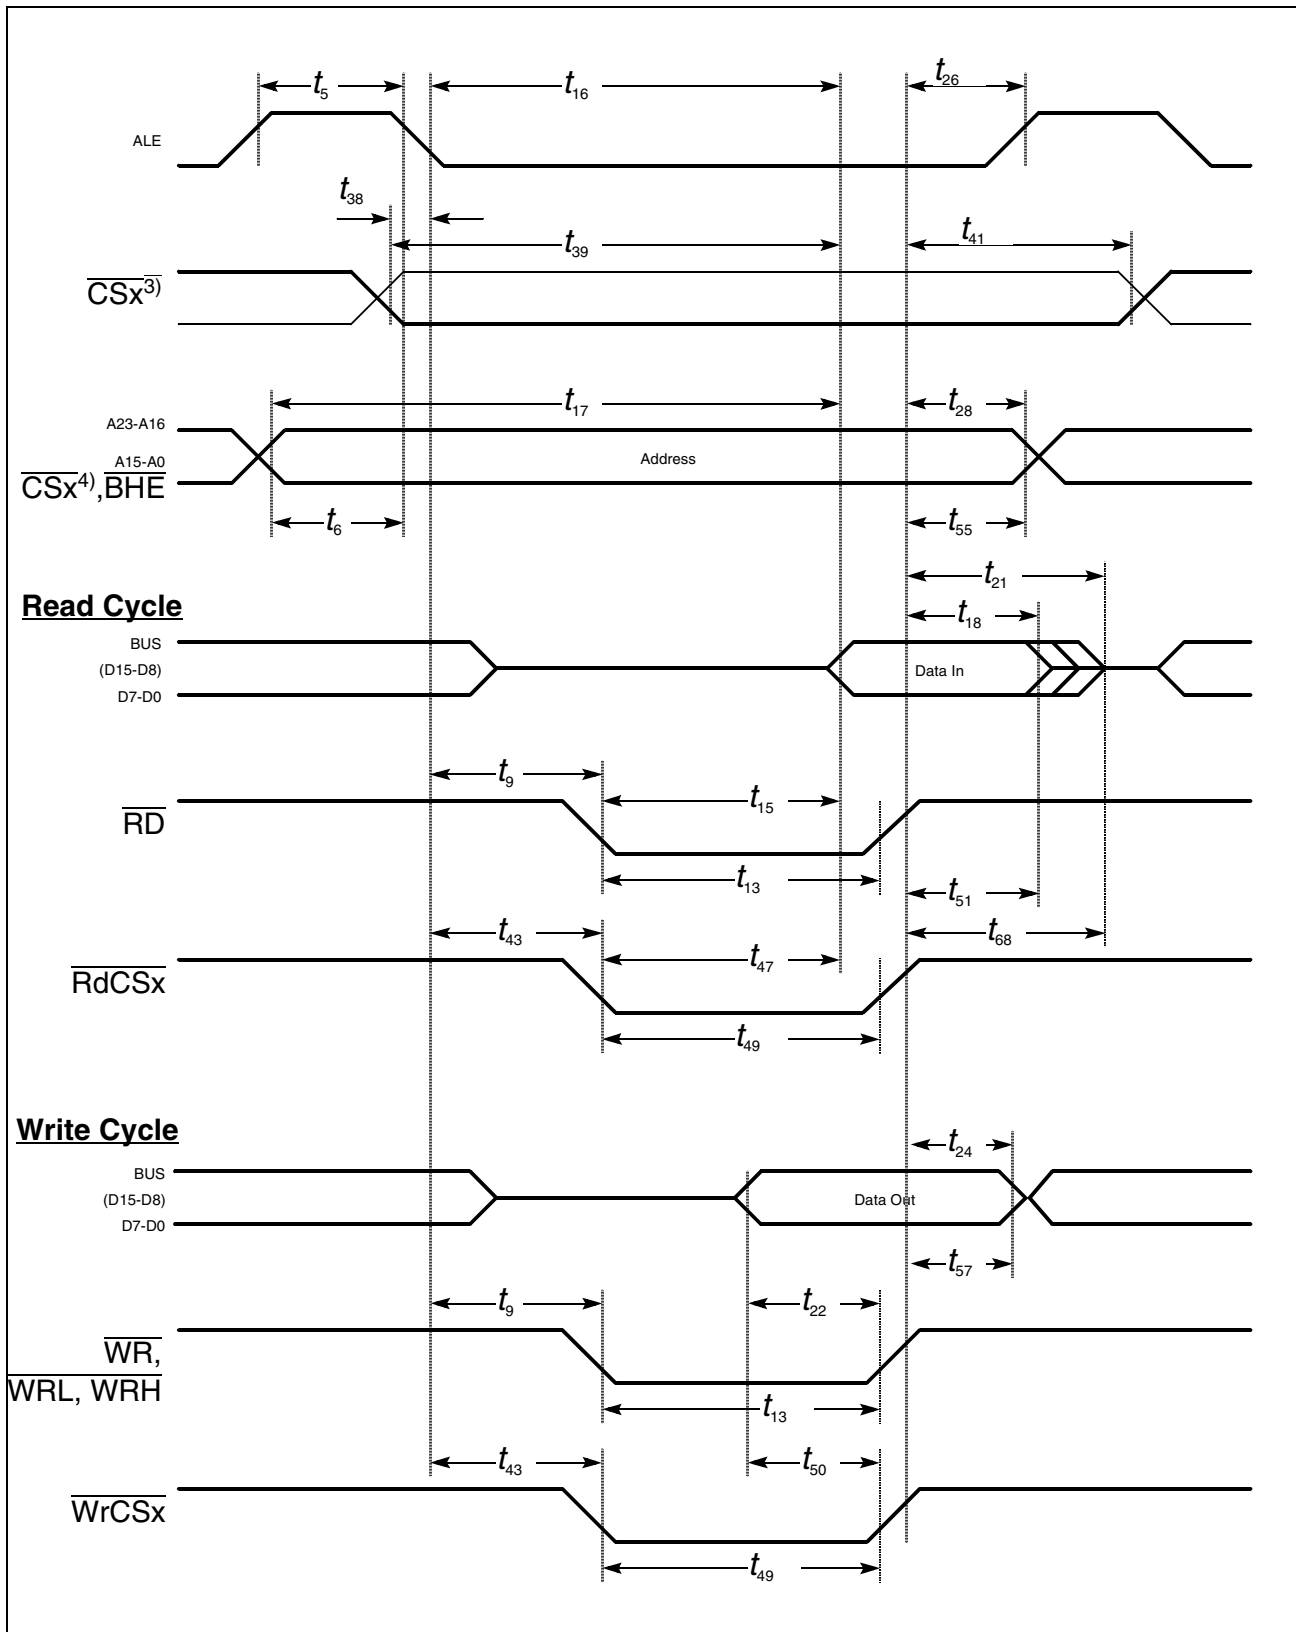 t5
t16
t26
ALE
t38
t39
t41
CSx3)
t17
t28
A23-A16
A15-A0
Address
CSx4),BHE
t6
t55
t21
Read Cycle
t18
BUS
(D15-D8)
Data In
D7-D0
t9
t15
RD
t13
t51
t43
t68
t47
RdCSx
t49
Write Cycle
t24
BUS
(D15-D8)
Data Out
D7-D0
t57
t9
t22
WR,
WRL, WRH
t13
t43
t50
WrCSx
t49